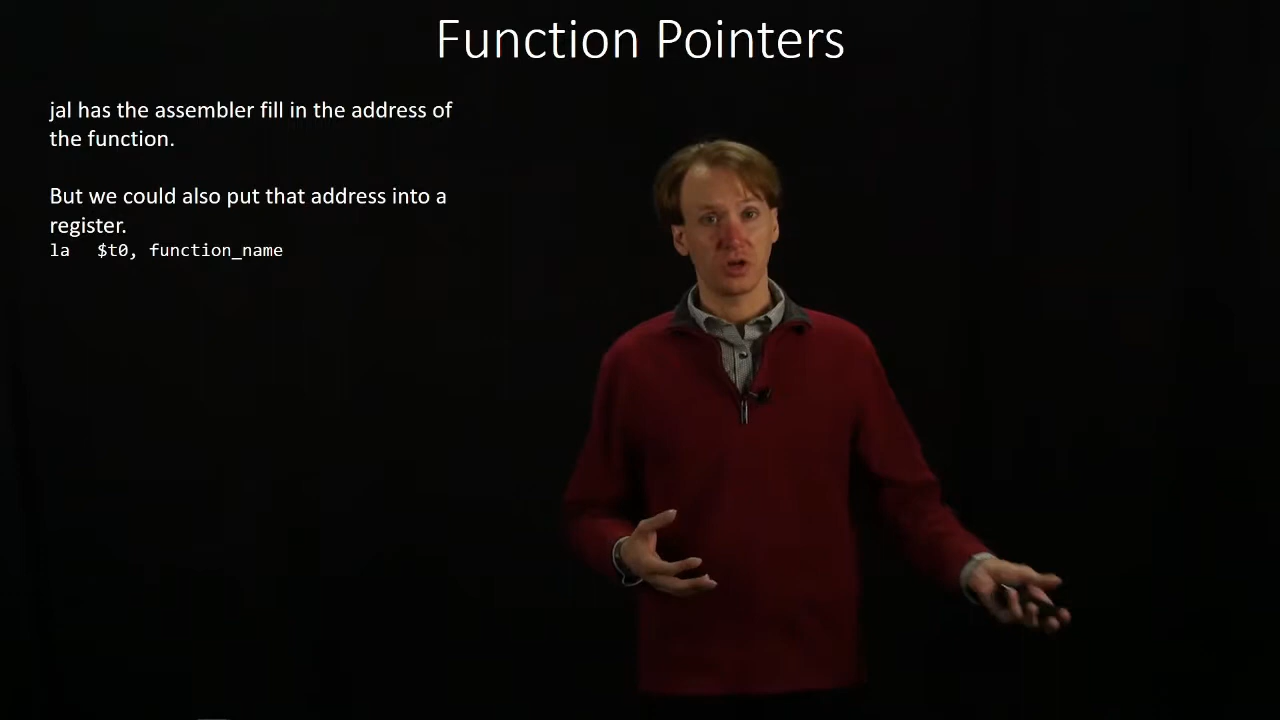 Function Pointers
jal has the assembler fill in the address of
the function.
But we could also put that address into a
register.
la $t0, function_name